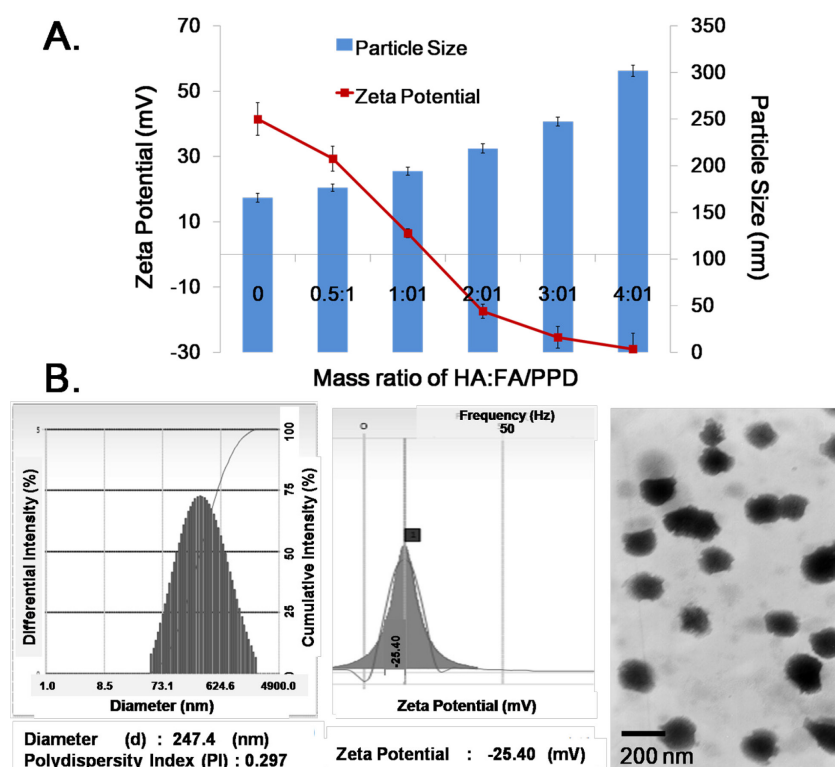 A.
Particle Size
Zeta Potential
Zeta Potential (mV)
70
50
30
10
-10
-30
350
300
250
200
150
100
50
0
Particle Size (nm)
0 0.5:1 1:01 2:01 3:01 4:01
Mass ratio of HA:FA/PPD
B.
Differential Intensity (%)
5
0
100
75
50
25
0
Cumulative Intensity (%)
1.0 8.5 73.1 624.6 4900.0
Diameter (nm)
Diameter (d) : 247.4 (nm)
Polydispersity Index (PI) : 0.297
Frequency (Hz)
0 50
-25.40
Zeta Potential (mV)
Zeta Potential : -25.40 (mV)
200 nm